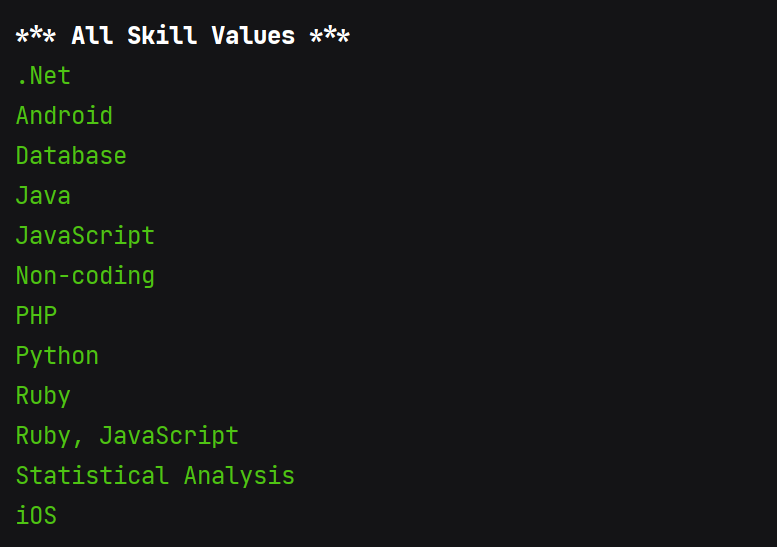 *** All Skill Values ***
.Net
Android
Database
Java
JavaScript
Non-coding
PHP
Python
Ruby
Ruby, JavaScript
Statistical Analysis
iOS